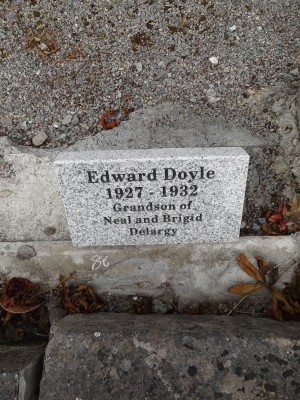 Edward Doyle
1927 - 1932
Grandson of
Neal and Brigid
Delargy
86